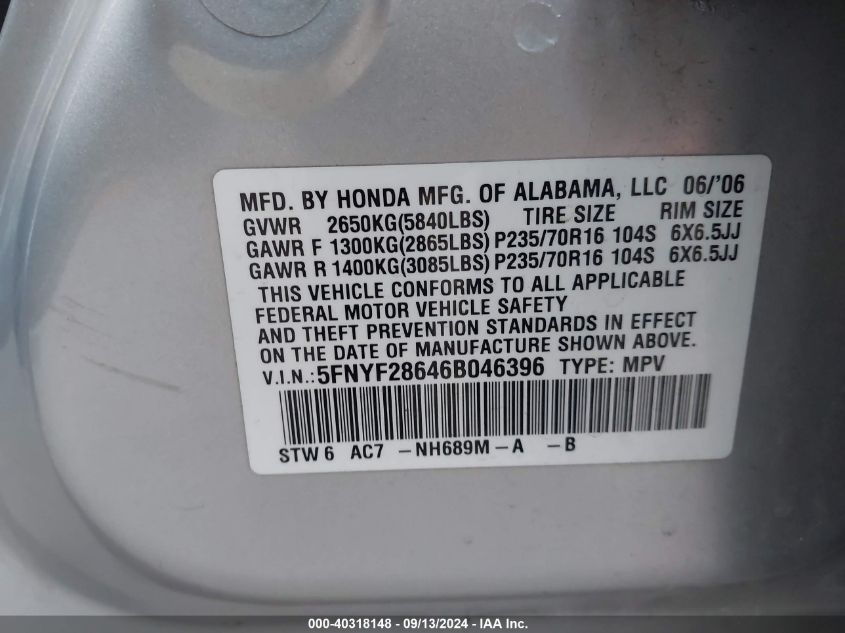 MFD. BY HONDA MFG. OF ALABAMA, LLC 06/'06
GVWR 2650KG(5840LBS) TIRE SIZE RIM SIZE
GAWR F 1300KG(2865LBS) P235/70R16 104S 6X6.5JJ
GAWR R 1400KG(3085LBS) P235/70R16 104S 6X6.5JJ
THIS VEHICLE CONFORMS TO ALL APPLICABLE
FEDERAL MOTOR VEHICLE SAFETY
AND THEFT PREVENTION STANDARDS IN EFFECT
ON THE DATE OF MANUFACTURE SHOWN ABOVE.
V.I.N.:5FNYF28646B046396 TYPE: MPV
STW 6 AC7 -NH689M-A -B
000-40318148 - 09/13/2024 - IAA Inc.